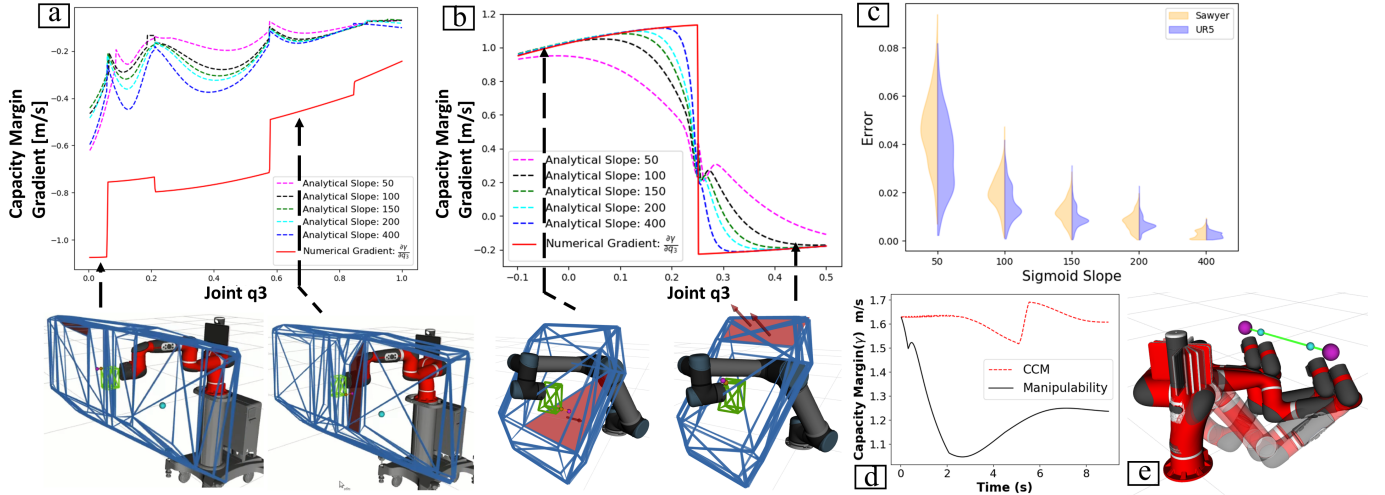 a
Capacity Margin
Gradient [m/s]
−0.2
−0.4
−0.6
−0.8
−1.0
Analytical Slope: 50
Analytical Slope: 100
Analytical Slope: 150
Analytical Slope: 200
Analytical Slope: 400
Numerical Gradient: ∂γ/∂q₃
0.0 0.2 0.4 0.6 0.8 1.0
Joint q3
b
Capacity Margin
Gradient [m/s]
1.2
1.0
0.8
0.6
0.4
0.2
0.0
−0.2
Analytical Slope: 50
Analytical Slope: 100
Analytical Slope: 150
Analytical Slope: 200
Analytical Slope: 400
Numerical Gradient: ∂γ/∂q₃
−0.1 0.0 0.1 0.2 0.3 0.4 0.5
Joint q3
c
Error
0.08
0.06
0.04
0.02
0.00
Sawyer
UR5
50 100 150 200 400
Sigmoid Slope
d
Capacity Margin(γ) m/s
1.7
1.6
1.5
1.4
1.3
1.2
1.1
CCM
Manipulability
0 2 4 6 8
Time (s)
e